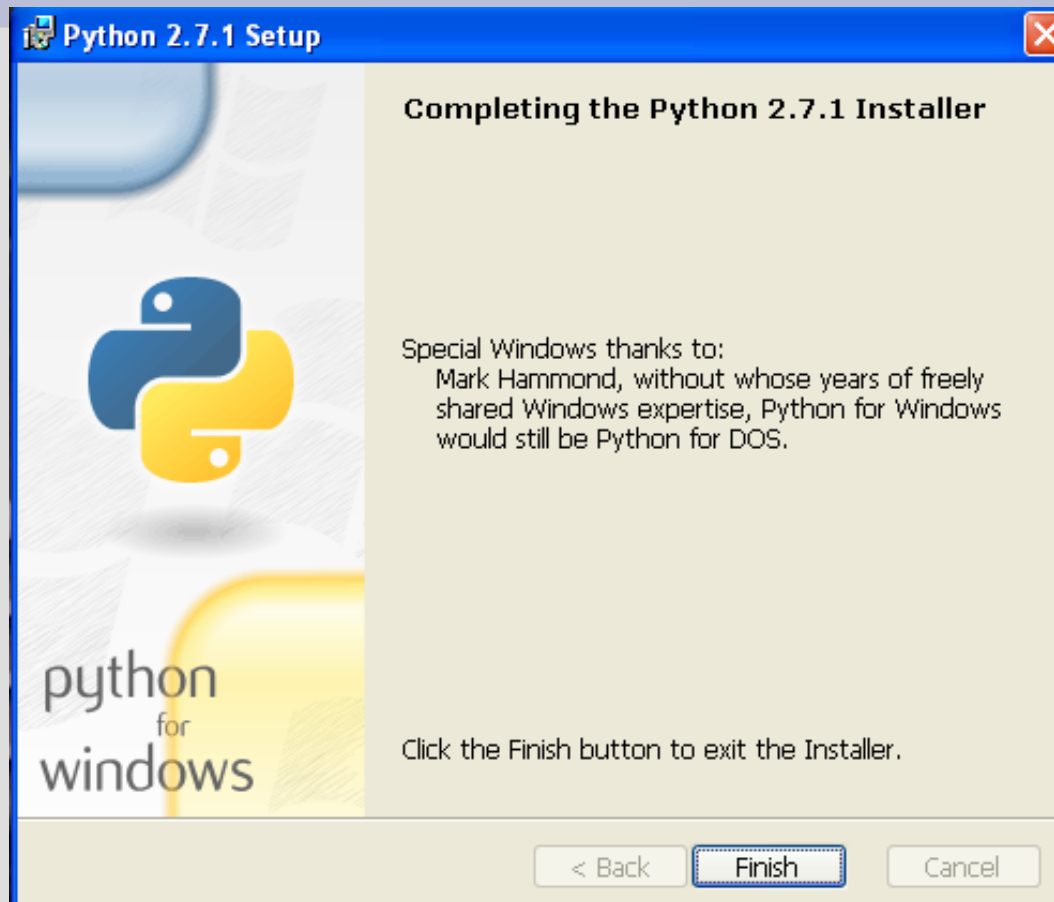 Python 2.7.1 Setup
Completing the Python 2.7.1 Installer
Special Windows thanks to:
Mark Hammond, without whose years of freely
shared Windows expertise, Python for Windows
would still be Python for DOS.
python
for
windows
Click the Finish button to exit the Installer.
< Back
Finish
Cancel